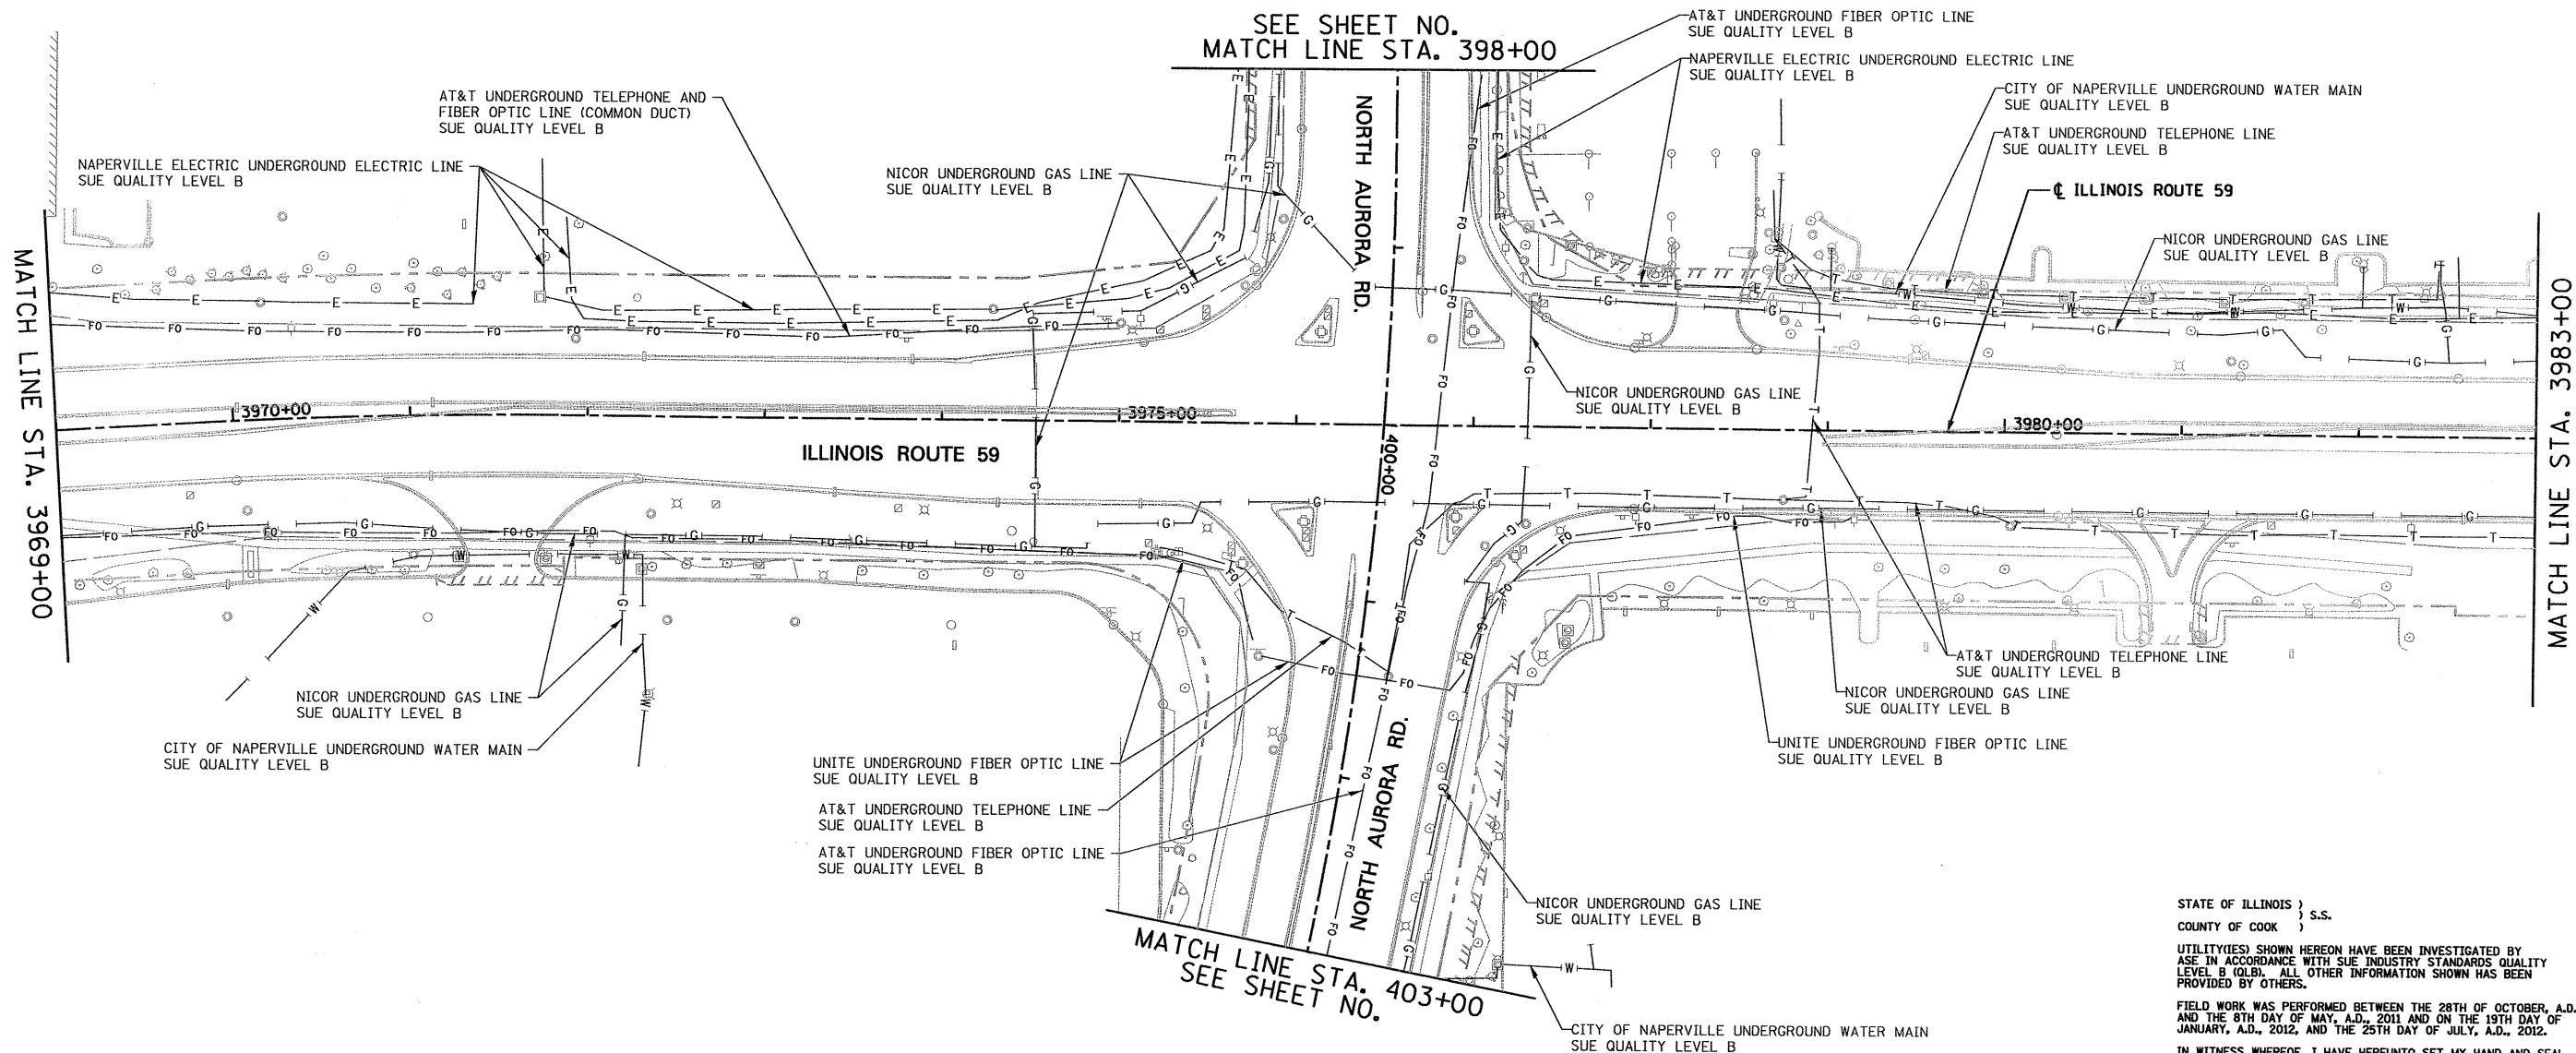 SEE SHEET NO.
MATCH LINE STA. 398+00
AT&T UNDERGROUND FIBER OPTIC LINE
SUE QUALITY LEVEL B
NAPERVILLE ELECTRIC UNDERGROUND ELECTRIC LINE
SUE QUALITY LEVEL B
CITY OF NAPERVILLE UNDERGROUND WATER MAIN
SUE QUALITY LEVEL B
AT&T UNDERGROUND TELEPHONE LINE
SUE QUALITY LEVEL B
AT&T UNDERGROUND TELEPHONE AND
FIBER OPTIC LINE (COMMON DUCT)
SUE QUALITY LEVEL B
NAPERVILLE ELECTRIC UNDERGROUND ELECTRIC LINE
SUE QUALITY LEVEL B
NICOR UNDERGROUND GAS LINE
SUE QUALITY LEVEL B
NORTH AURORA RD.
℄ ILLINOIS ROUTE 59
NICOR UNDERGROUND GAS LINE
SUE QUALITY LEVEL B
MATCH LINE STA. 3969+00
MATCH LINE STA. 3983+00
NICOR UNDERGROUND GAS LINE
SUE QUALITY LEVEL B
3970+00
3975+00
3980+00
400+00
ILLINOIS ROUTE 59
NICOR UNDERGROUND GAS LINE
SUE QUALITY LEVEL B
CITY OF NAPERVILLE UNDERGROUND WATER MAIN
SUE QUALITY LEVEL B
AT&T UNDERGROUND TELEPHONE LINE
SUE QUALITY LEVEL B
NICOR UNDERGROUND GAS LINE
SUE QUALITY LEVEL B
UNITE UNDERGROUND FIBER OPTIC LINE
SUE QUALITY LEVEL B
UNITE UNDERGROUND FIBER OPTIC LINE
SUE QUALITY LEVEL B
AT&T UNDERGROUND TELEPHONE LINE
SUE QUALITY LEVEL B
AT&T UNDERGROUND FIBER OPTIC LINE
SUE QUALITY LEVEL B
NORTH AURORA RD.
NICOR UNDERGROUND GAS LINE
SUE QUALITY LEVEL B
MATCH LINE STA. 403+00
SEE SHEET NO.
CITY OF NAPERVILLE UNDERGROUND WATER MAIN
SUE QUALITY LEVEL B
STATE OF ILLINOIS )
) S.S.
COUNTY OF COOK )
UTILITY(IES) SHOWN HEREON HAVE BEEN INVESTIGATED BY
ASE IN ACCORDANCE WITH SUE INDUSTRY STANDARDS QUALITY
LEVEL B (QLB). ALL OTHER INFORMATION SHOWN HAS BEEN
PROVIDED BY OTHERS.
FIELD WORK WAS PERFORMED BETWEEN THE 28TH OF OCTOBER, A.D.
AND THE 8TH DAY OF MAY, A.D., 2011 AND ON THE 19TH DAY OF
JANUARY, A.D., 2012, AND THE 25TH DAY OF JULY, A.D., 2012.
IN WITNESS WHEREOF, I HAVE HEREUNTO SET MY HAND AND SEAL